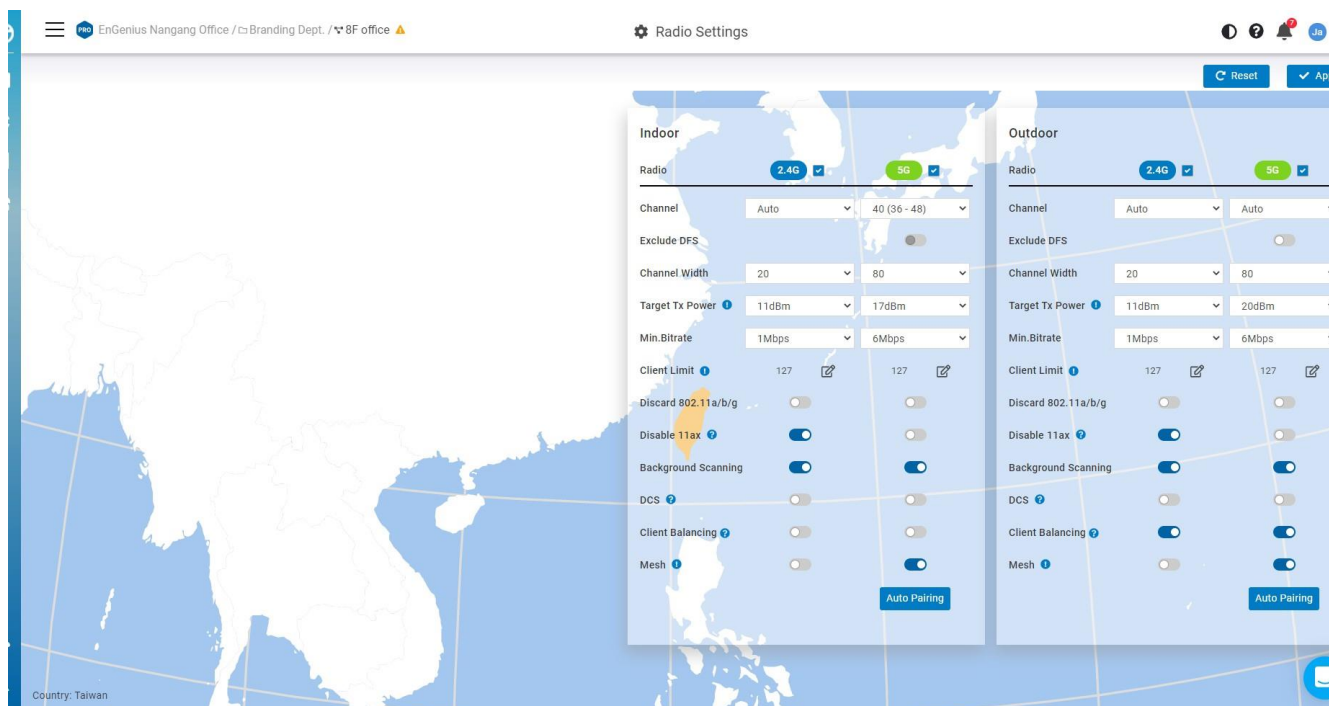 PRO EnGenius Nangang Office / Branding Dept. / 8F office
Radio Settings
7
Ja
Reset
Ap
Indoor
Radio 2.4G 5G
Channel Auto 40 (36 - 48)
Exclude DFS
Channel Width 20 80
Target Tx Power 11dBm 17dBm
Min.Bitrate 1Mbps 6Mbps
Client Limit 127 127
Discard 802.11a/b/g
Disable 11ax
Background Scanning
DCS
Client Balancing
Mesh
Auto Pairing
Outdoor
Radio 2.4G 5G
Channel Auto Auto
Exclude DFS
Channel Width 20 80
Target Tx Power 11dBm 20dBm
Min.Bitrate 1Mbps 6Mbps
Client Limit 127 127
Discard 802.11a/b/g
Disable 11ax
Background Scanning
DCS
Client Balancing
Mesh
Auto Pairing
Country: Taiwan